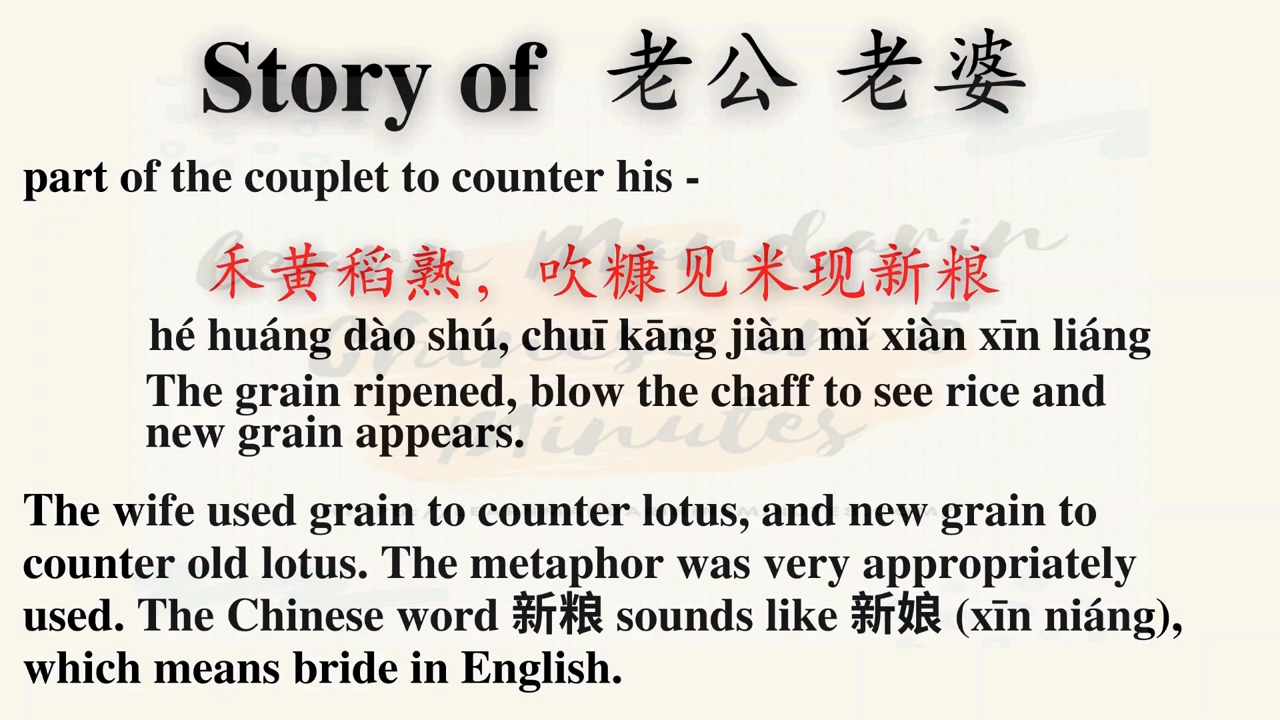 Story of 老公 老婆
part of the couplet to counter his -
禾黄稻熟，吹糠见米现新粮
hé huáng dào shú, chuī kāng jiàn mǐ xiàn xīn liáng
The grain ripened, blow the chaff to see rice and
new grain appears.
The wife used grain to counter lotus, and new grain to
counter old lotus. The metaphor was very appropriately
used. The Chinese word 新粮 sounds like 新娘 (xīn niáng),
which means bride in English.
Learn Mandarin
Minutes